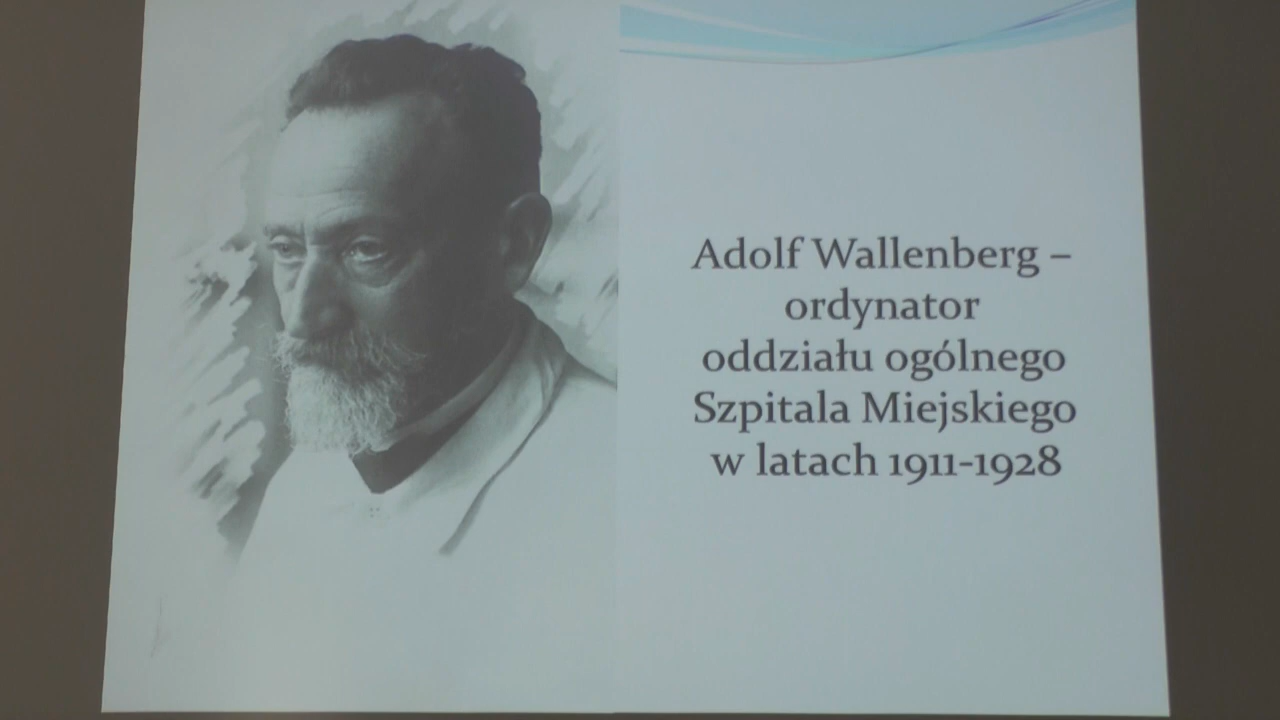 Adolf Wallenberg –
ordynator
oddziału ogólnego
Szpitala Miejskiego
w latach 1911-1928